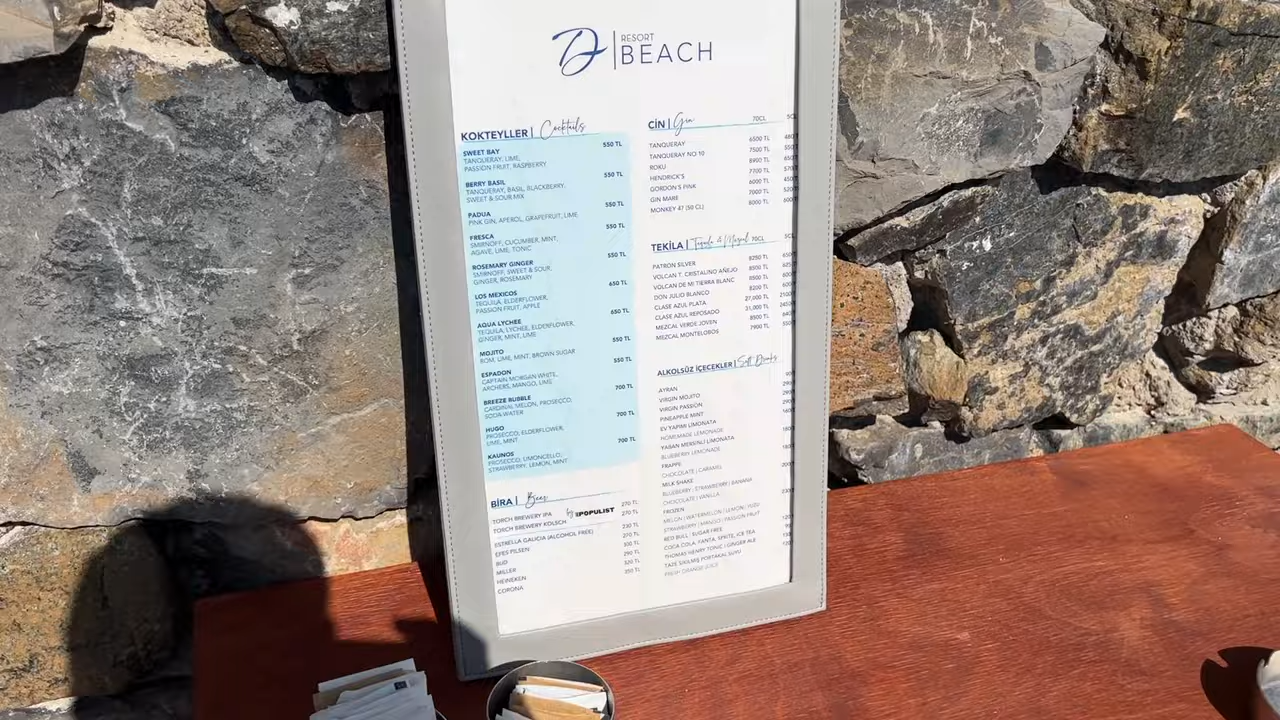 D | RESORT
BEACH
KOKTEYLLER | Cocktails
SWEET BAY 550 TL
TANQUERAY, LIME,
PASSION FRUIT, RASPBERRY
BERRY BASIL 550 TL
TANQUERAY, BASIL, BLACKBERRY,
SWEET & SOUR MIX
PADUA 550 TL
PINK GIN, APEROL, GRAPEFRUIT, LIME
FRESCA 550 TL
SMIRNOFF, CUCUMBER, MINT,
AGAVE, LIME, TONIC
ROSEMARY GINGER 550 TL
SMIRNOFF, SWEET & SOUR,
GINGER, ROSEMARY
LOS MEXICOS 650 TL
TEQUILA, ELDERFLOWER,
PASSION FRUIT, APPLE
AQUA LYCHEE 650 TL
TEQUILA, LYCHEE, ELDERFLOWER,
GINGER, MINT, LIME
MOJITO 550 TL
ROM, LIME, MINT, BROWN SUGAR
ESPADON 550 TL
CAPTAIN MORGAN WHITE,
ARCHERS, MANGO, LIME
BREEZE BUBBLE 700 TL
CARDINAL MELON, PROSECCO,
SODA WATER
HUGO 700 TL
PROSECCO, ELDERFLOWER,
LIME, MINT
KAUNOS 700 TL
PROSECCO, LIMONCELLO,
STRAWBERRY, LEMON, MINT
BİRA | Beer
TORCH BREWERY IPA 270 TL
by THE POPULIST
TORCH BREWERY KOLSCH 270 TL
ESTRELLA GALICIA (ALCOHOL FREE) 230 TL
EFES PILSEN 270 TL
BUD 300 TL
MILLER 290 TL
HEINEKEN 320 TL
CORONA 350 TL
CİN | Gin 70CL
TANQUERAY 6500 TL
TANQUERAY NO 10 7500 TL
ROKU 8900 TL
HENDRICK'S 7700 TL
GORDON'S PINK 6000 TL
GIN MARE 7000 TL
MONKEY 47 (50 CL) 8000 TL
TEKİLA | Tequila & Mezcal 70CL
PATRON SILVER 8250 TL
VOLCAN T. CRISTALINO AÑEJO 8500 TL
VOLCAN DE MI TIERRA BLANC 8500 TL
DON JULIO BLANCO 8200 TL
CLASE AZUL PLATA 27,000 TL
CLASE AZUL REPOSADO 31,000 TL
MEZCAL VERDE JOVEN 8500 TL
MEZCAL MONTELOBOS 7900 TL
ALKOLSÜZ İÇECEKLER | Soft Drinks
AYRAN
VIRGIN MOJITO
VIRGIN PASSION
PINEAPPLE MINT
EV YAPIMI LIMONATA
HOMEMADE LEMONADE
YABAN MERSİNLİ LIMONATA
BLUEBERRY LEMONADE
FRAPPE
CHOCOLATE | CARAMEL
MILK SHAKE
BLUEBERRY | STRAWBERRY | BANANA
CHOCOLATE | VANILLA
FROZEN
MELON | WATERMELON | LEMON | YUZU
STRAWBERRY | MANGO | PASSION FRUIT
RED BULL | SUGAR FREE
COCA COLA, FANTA, SPRITE, ICE TEA
THOMAS HENRY TONIC | GINGER ALE
TAZE SIKILMIŞ PORTAKAL SUYU
FRESH ORANGE JUICE